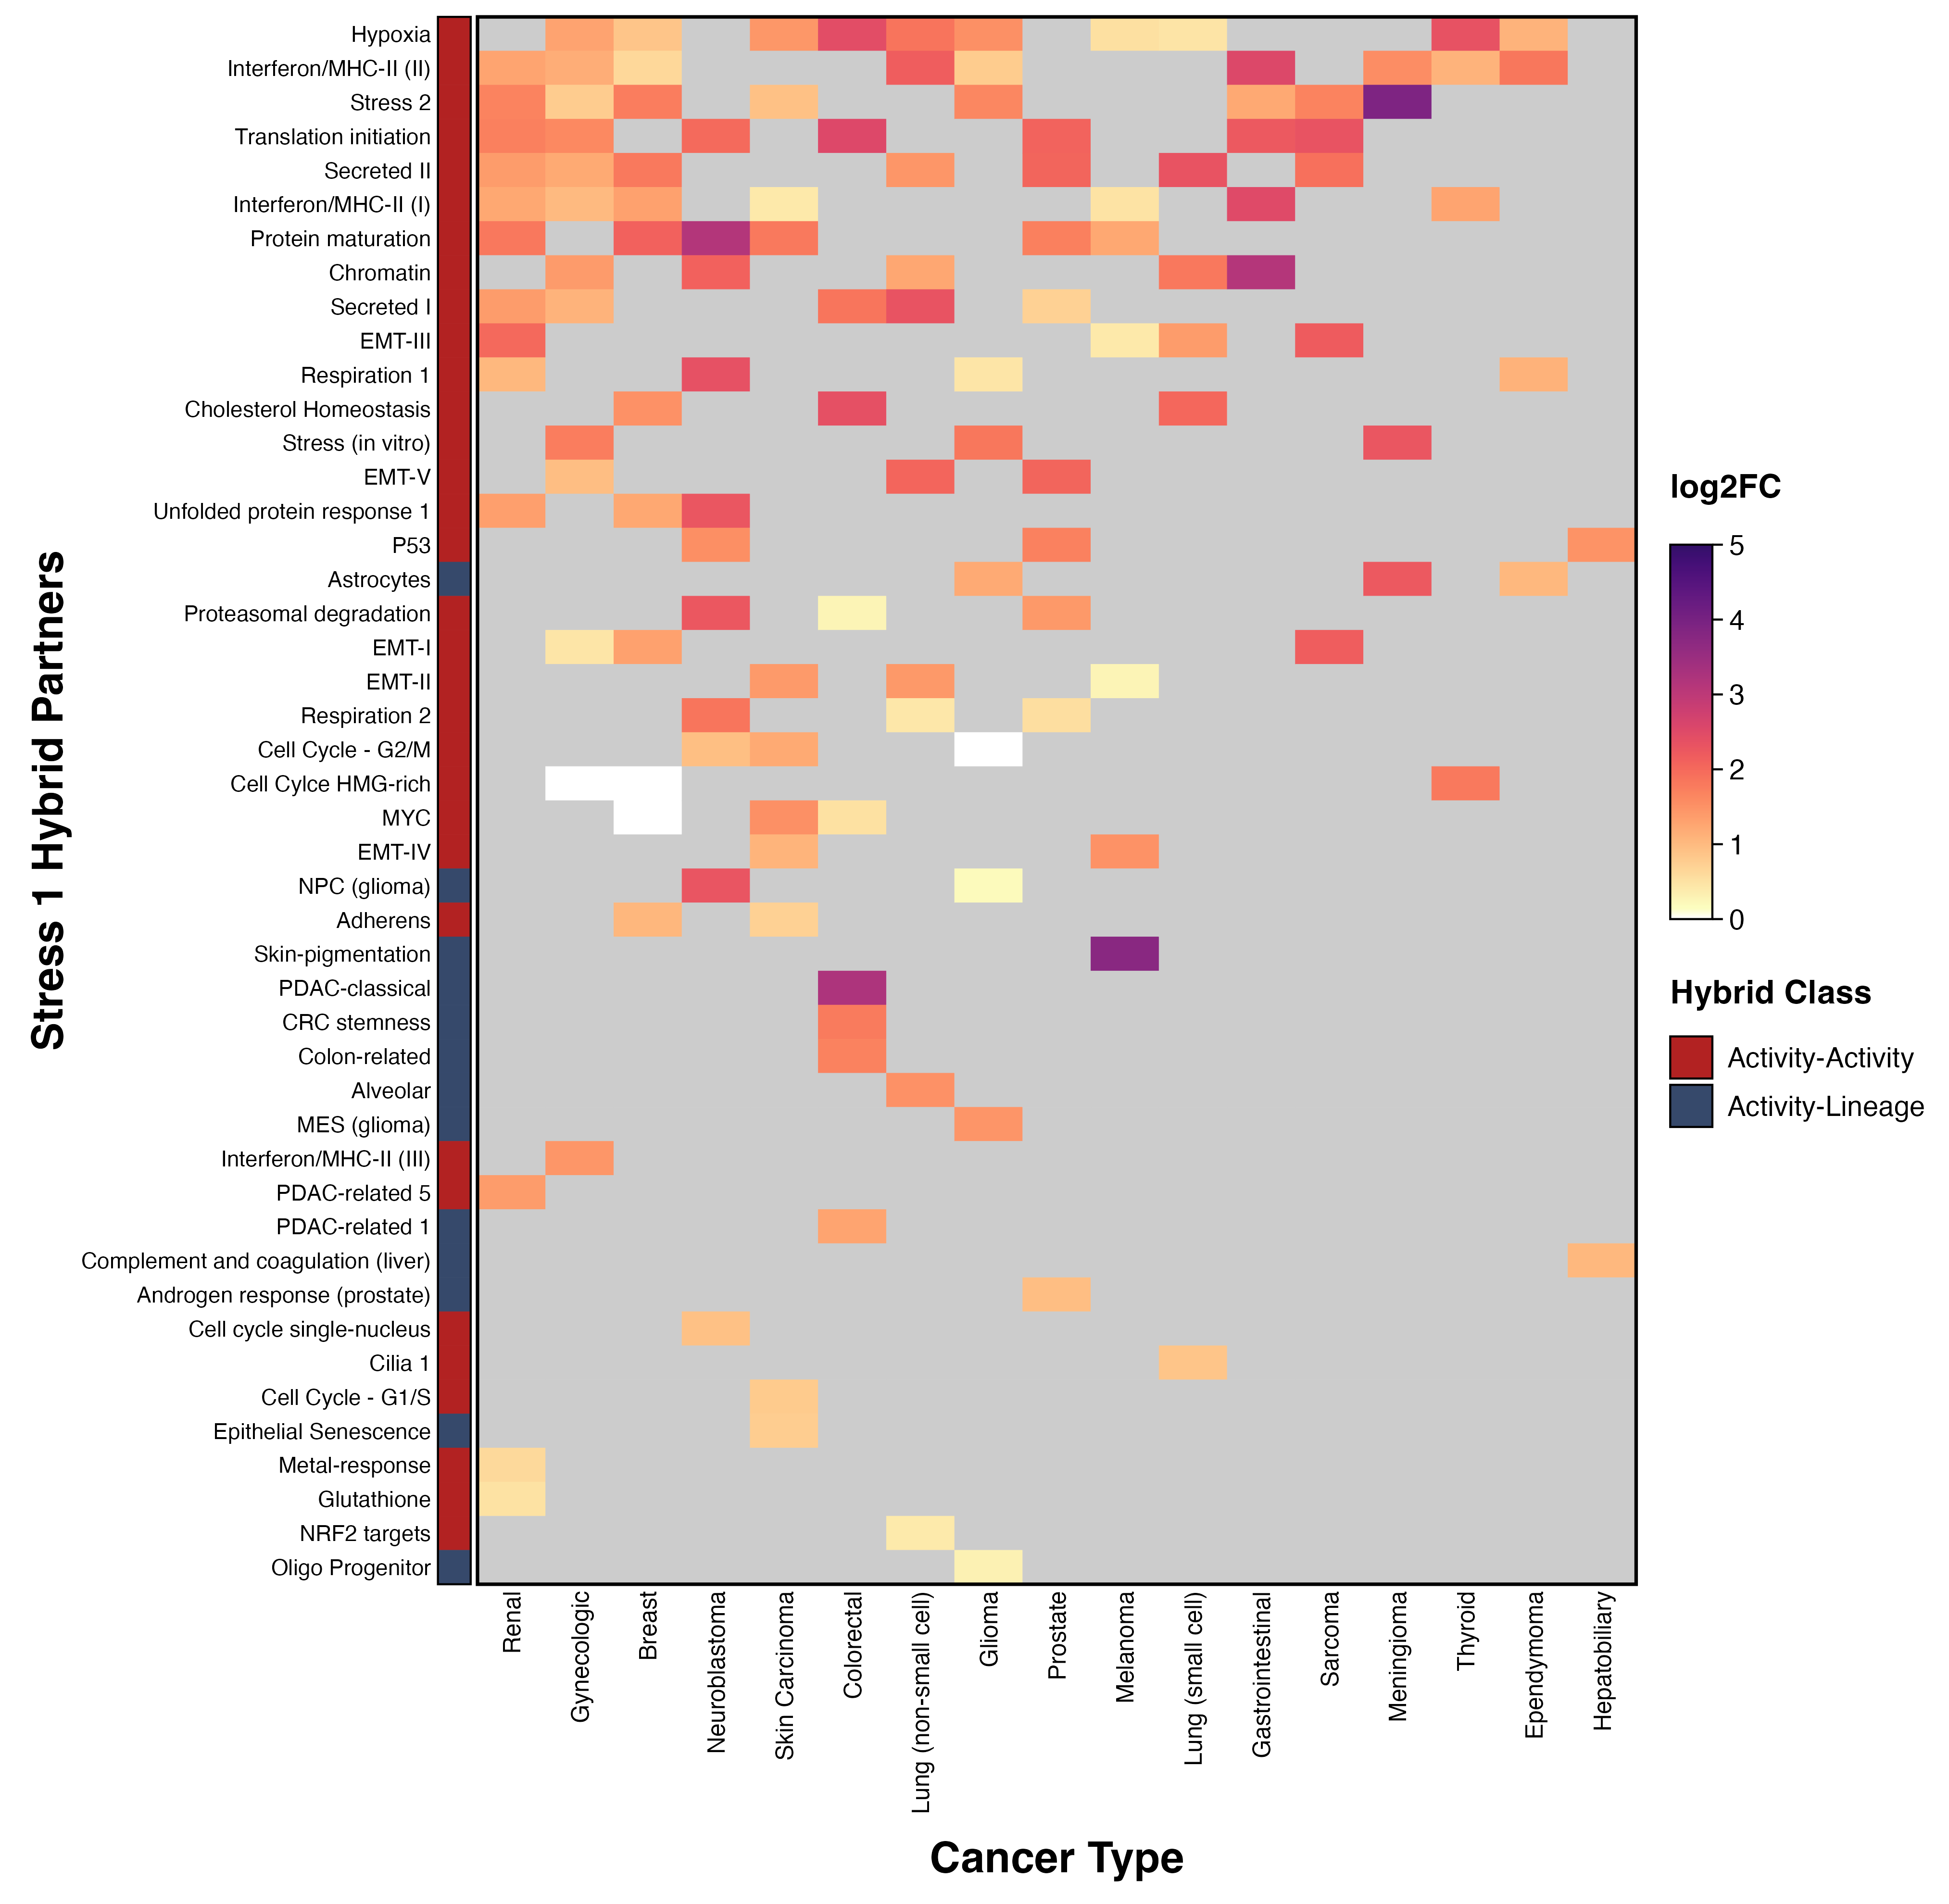 Stress 1 Hybrid Partners
Hypoxia
Interferon/MHC-II (II)
Stress 2
Translation initiation
Secreted II
Interferon/MHC-II (I)
Protein maturation
Chromatin
Secreted I
EMT-III
Respiration 1
Cholesterol Homeostasis
Stress (in vitro)
EMT-V
Unfolded protein response 1
P53
Astrocytes
Proteasomal degradation
EMT-I
EMT-II
Respiration 2
Cell Cycle - G2/M
Cell Cylce HMG-rich
MYC
EMT-IV
NPC (glioma)
Adherens
Skin-pigmentation
PDAC-classical
CRC stemness
Colon-related
Alveolar
MES (glioma)
Interferon/MHC-II (III)
PDAC-related 5
PDAC-related 1
Complement and coagulation (liver)
Androgen response (prostate)
Cell cycle single-nucleus
Cilia 1
Cell Cycle - G1/S
Epithelial Senescence
Metal-response
Glutathione
NRF2 targets
Oligo Progenitor
Renal
Gynecologic
Breast
Neuroblastoma
Skin Carcinoma
Colorectal
Lung (non-small cell)
Glioma
Prostate
Melanoma
Lung (small cell)
Gastrointestinal
Sarcoma
Meningioma
Thyroid
Ependymoma
Hepatobiliary
Cancer Type
log2FC
5
4
3
2
1
0
Hybrid Class
Activity-Activity
Activity-Lineage